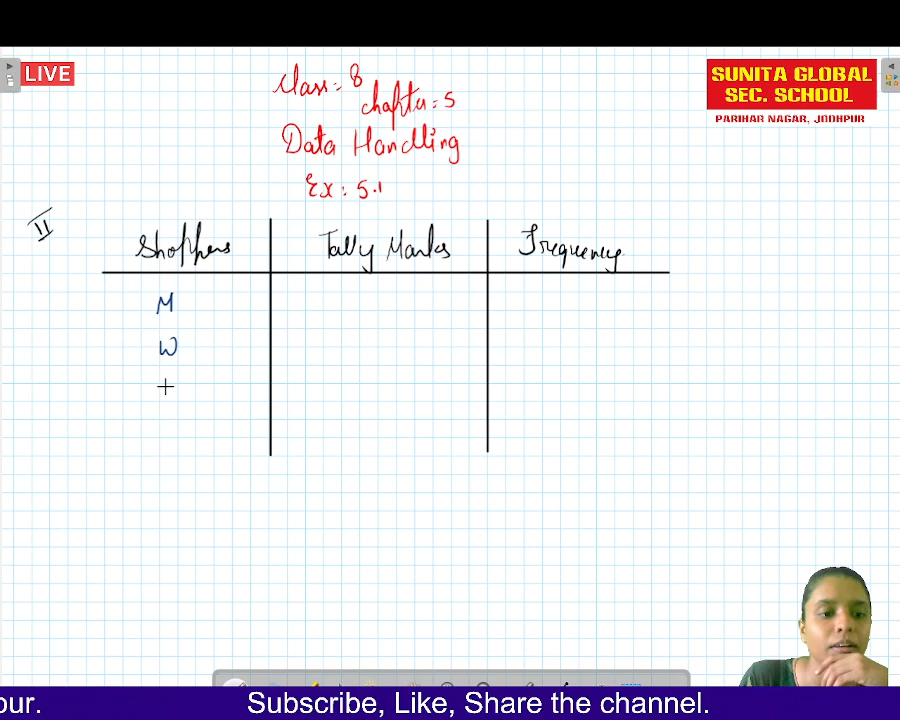 LIVE
SUNITA GLOBAL
SEC. SCHOOL
PARIHAR NAGAR, JODHPUR
Class = 8
Chapter = 5
Data Handling
Ex : 5.1
II
Shoppers Tally Marks Frequency
M
W
our. Subscribe, Like, Share the channel.